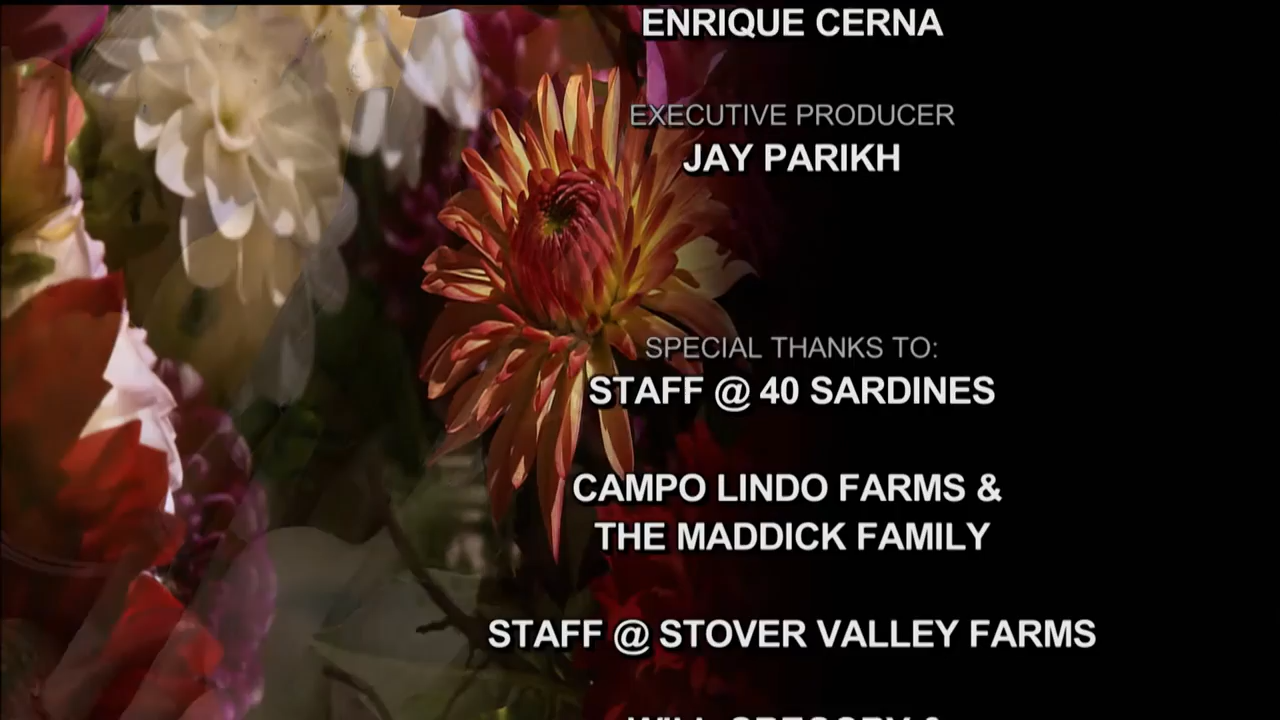 ENRIQUE CERNA
EXECUTIVE PRODUCER
JAY PARIKH
SPECIAL THANKS TO:
STAFF @ 40 SARDINES
CAMPO LINDO FARMS &
THE MADDICK FAMILY
STAFF @ STOVER VALLEY FARMS